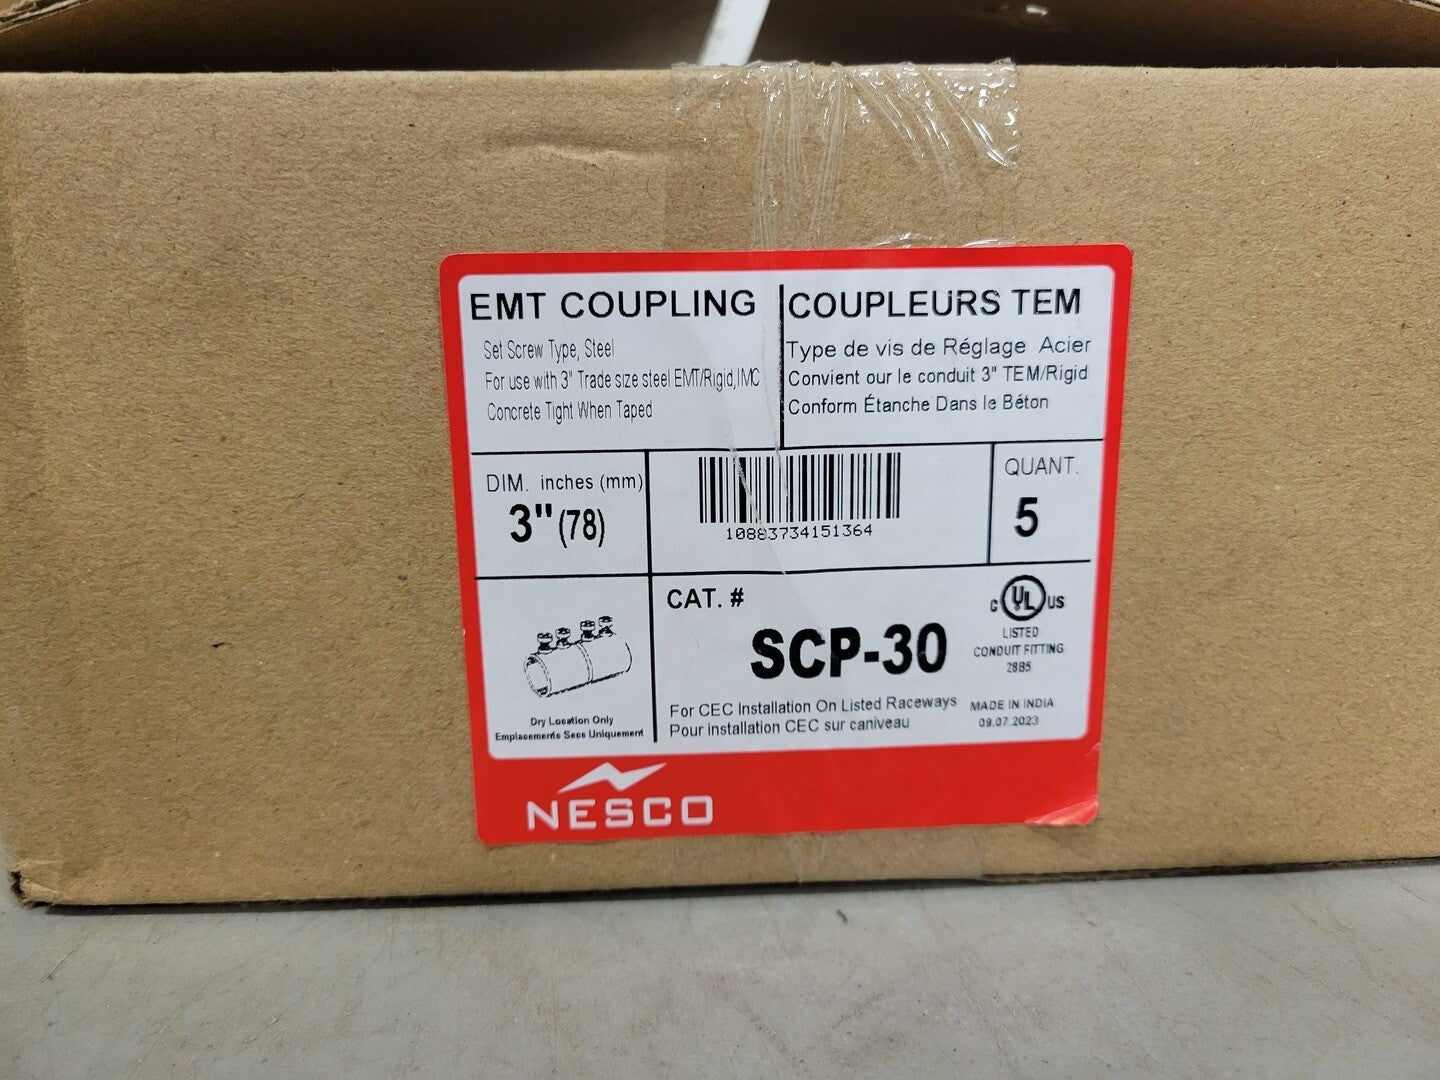 EMT COUPLING
Set Screw Type, Steel
For use with 3" Trade size steel EMT/Rigid,IMC
Concrete Tight When Taped
COUPLEURS TEM
Type de vis de Réglage Acier
Convient our le conduit 3" TEM/Rigid
Conform Étanche Dans le Béton
DIM. inches (mm)
3" (78)
10883734151364
QUANT.
5
Dry Location Only
Emplacements Secs Uniquement
CAT. #
SCP-30
For CEC Installation On Listed Raceways
Pour installation CEC sur caniveau
C UL US
LISTED
CONDUIT FITTING
2885
MADE IN INDIA
09.07.2023
NESCO